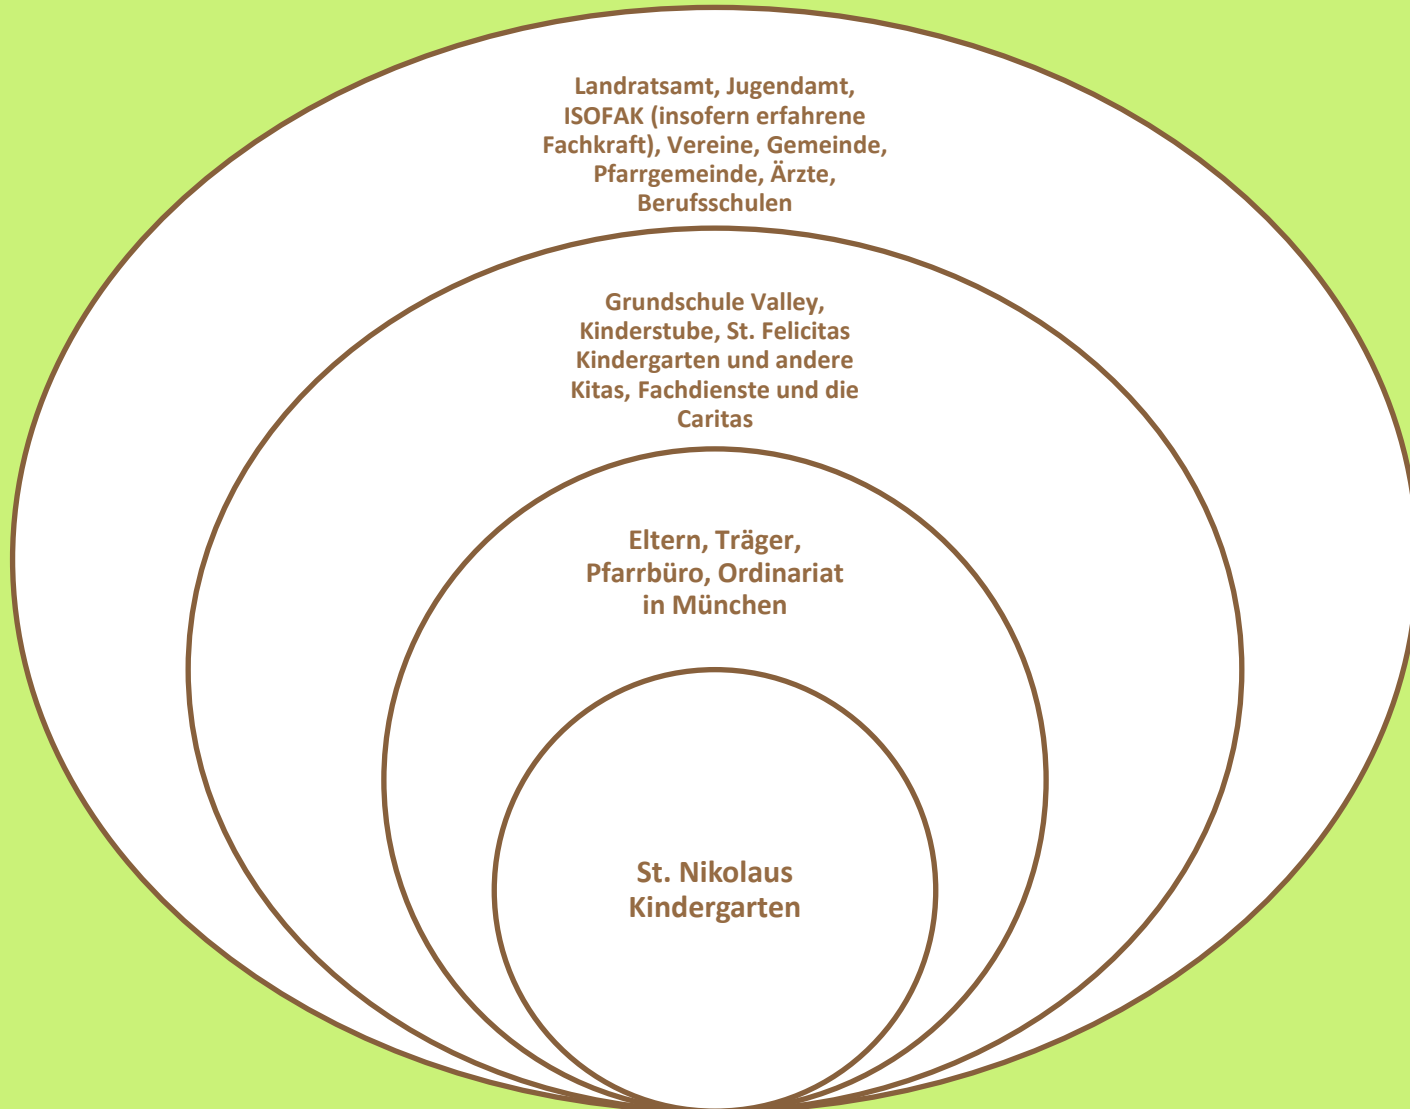 Landratsamt, Jugendamt,
ISOFAK (insofern erfahrene
Fachkraft), Vereine, Gemeinde,
Pfarrgemeinde, Ärzte,
Berufsschulen
Grundschule Valley,
Kinderstube, St. Felicitas
Kindergarten und andere
Kitas, Fachdienste und die
Caritas
Eltern, Träger,
Pfarrbüro, Ordinariat
in München
St. Nikolaus
Kindergarten